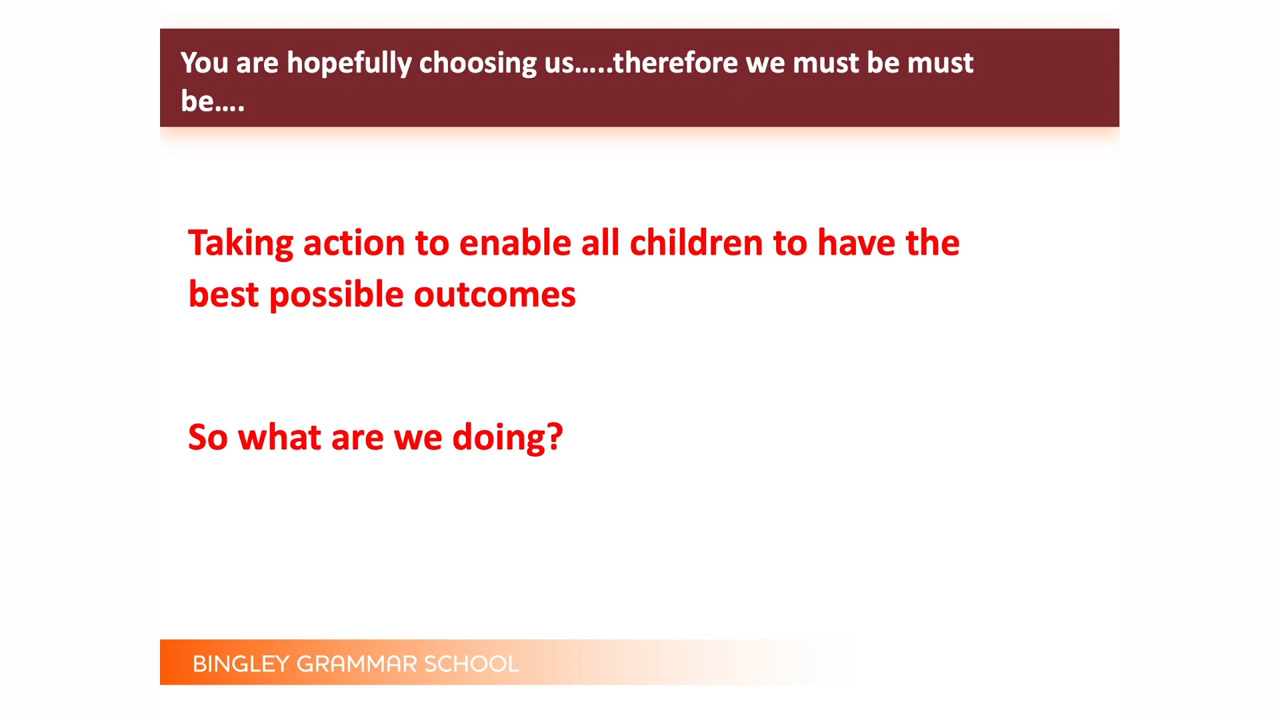 You are hopefully choosing us…..therefore we must be must
be….
Taking action to enable all children to have the
best possible outcomes
So what are we doing?
BINGLEY GRAMMAR SCHOOL